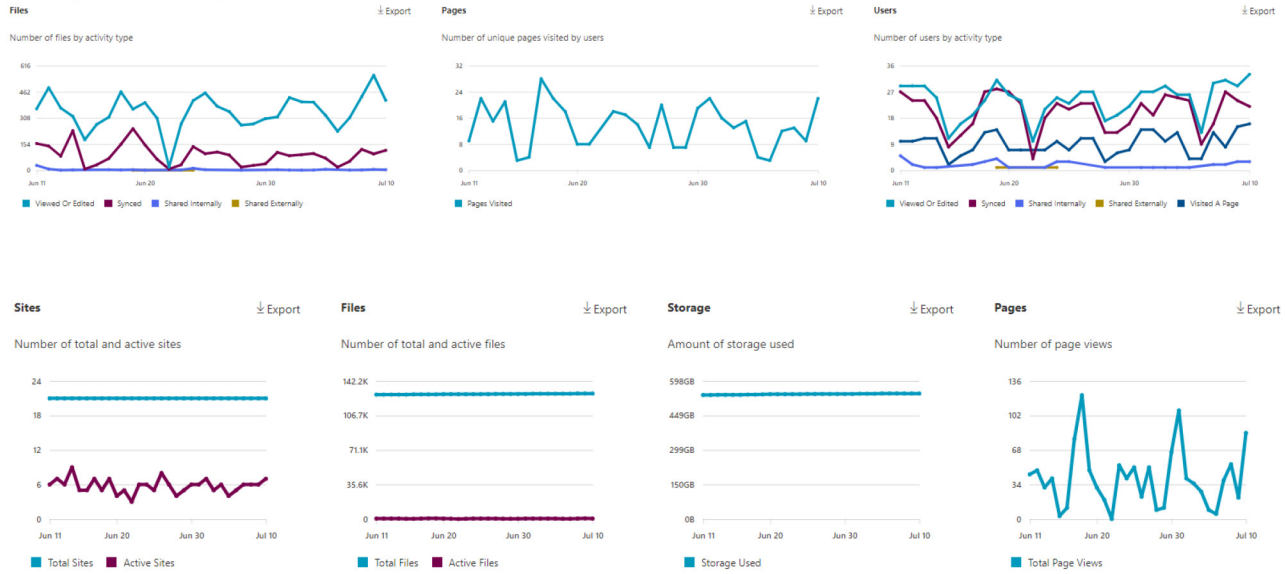 Files Export
Number of files by activity type
616
462
308
154
0
Jun 11 Jun 20 Jun 30 Jul 10
Viewed Or Edited Synced Shared Internally Shared Externally
Pages Export
Number of unique pages visited by users
32
24
16
8
0
Jun 11 Jun 20 Jun 30 Jul 10
Pages Visited
Users Export
Number of users by activity type
36
27
18
9
0
Jun 11 Jun 20 Jun 30 Jul 10
Viewed Or Edited Synced Shared Internally Shared Externally Visited A Page
Sites Export
Number of total and active sites
24
18
12
6
0
Jun 11 Jun 20 Jun 30 Jul 10
Total Sites Active Sites
Files Export
Number of total and active files
142.2K
106.7K
71.1K
35.6K
0
Jun 11 Jun 20 Jun 30 Jul 10
Total Files Active Files
Storage Export
Amount of storage used
598GB
449GB
299GB
150GB
0B
Jun 11 Jun 20 Jun 30 Jul 10
Storage Used
Pages Export
Number of page views
136
102
68
34
0
Jun 11 Jun 20 Jun 30 Jul 10
Total Page Views